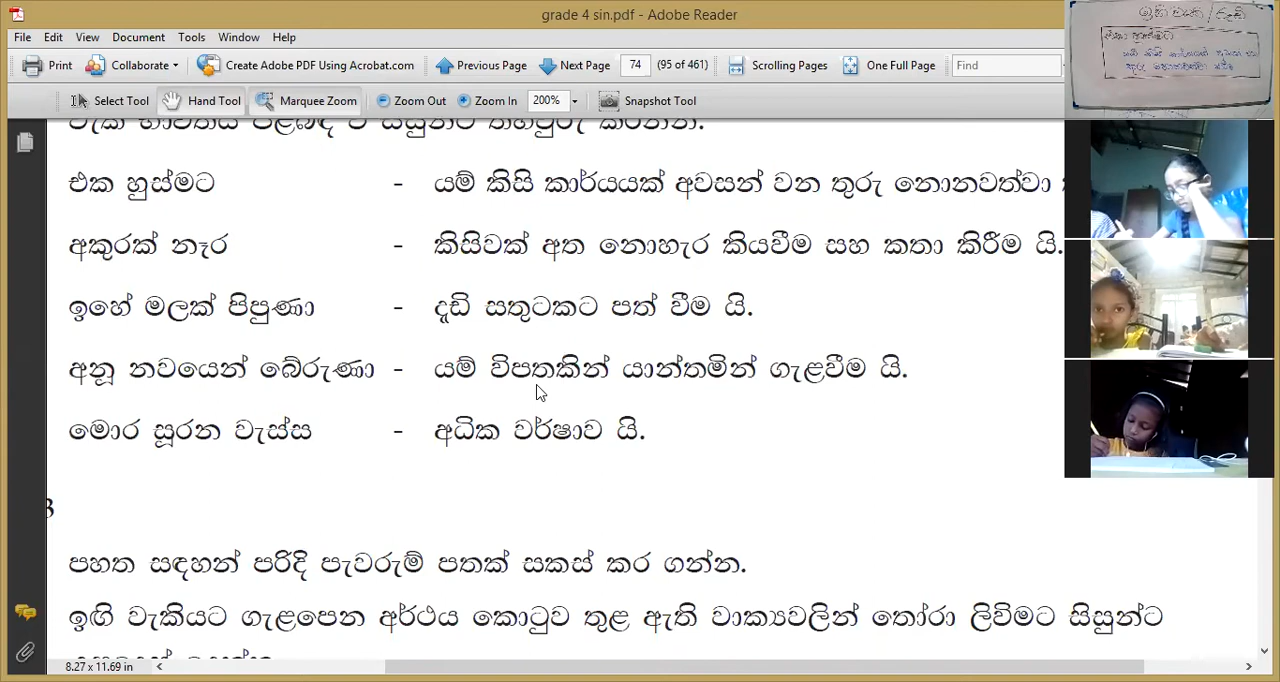 grade 4 sin.pdf - Adobe Reader
File Edit View Document Tools Window Help
Print Collaborate Create Adobe PDF Using Acrobat.com Previous Page Next Page 74 (95 of 461) Scrolling Pages One Full Page Find
Select Tool Hand Tool Marquee Zoom Zoom Out Zoom In 200% Snapshot Tool
එක හුස්මට - යම් කිසි කාර්යයක් අවසන් වන තුරු නොනවත්වා
අකුරක් නෑර - කිසිවක් අත නොහැර කියවීම සහ කතා කිරීම යි.
ඉහේ මලක් පිපුණා - දැඩි සතුටකට පත් වීම යි.
අනූ නවයෙන් බේරුණා - යම් විපතකින් යාන්තමින් ගැළවීම යි.
මොර සූරන වැස්ස - අධික වර්ෂාව යි.
3
පහත සඳහන් පරිදි පැවරුම් පතක් සකස් කර ගන්න.
ඉඟි වැකියට ගැළපෙන අර්ථය කොටුව තුළ ඇති වාක්‍යවලින් තෝරා ලිවිමට සිසුන්ට
8.27 x 11.69 in